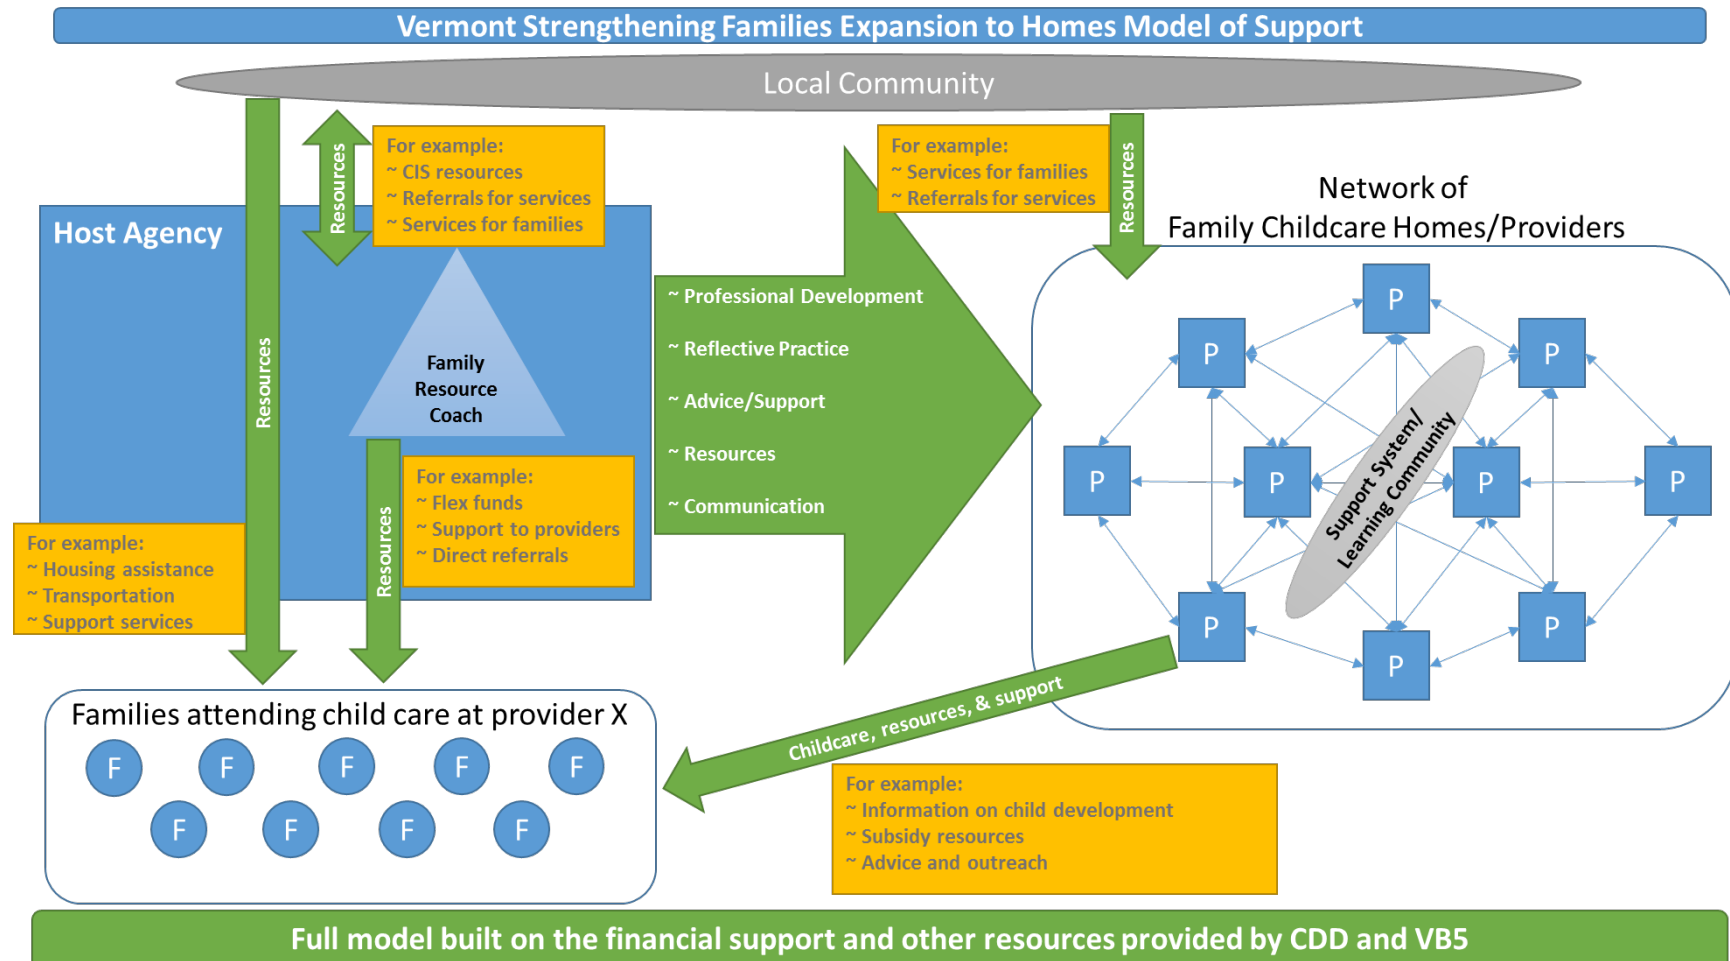 Vermont Strengthening Families Expansion to Homes Model of Support
Local Community
Resources
Resources
For example:
~ CIS resources
~ Referrals for services
~ Services for families
For example:
~ Services for families
~ Referrals for services
Resources
Network of
Family Childcare Homes/Providers
Host Agency
Family
Resource
Coach
~ Professional Development
~ Reflective Practice
~ Advice/Support
~ Resources
~ Communication
P
P
P
P
P
P
P
P
P
P
Support System/
Learning Community
Resources
For example:
~ Flex funds
~ Support to providers
~ Direct referrals
For example:
~ Housing assistance
~ Transportation
~ Support services
Childcare, resources, & support
Families attending child care at provider X
F
F
F
F
F
F
F
F
F
For example:
~ Information on child development
~ Subsidy resources
~ Advice and outreach
Full model built on the financial support and other resources provided by CDD and VB5